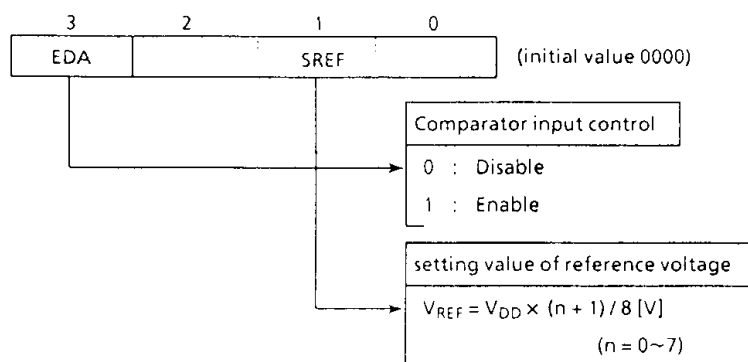 3 2 1 0
EDA SREF (initial value 0000)
Comparator input control
0 : Disable
1 : Enable
setting value of reference voltage
VREF = VDD × (n + 1) / 8 [V]
(n = 0~7)